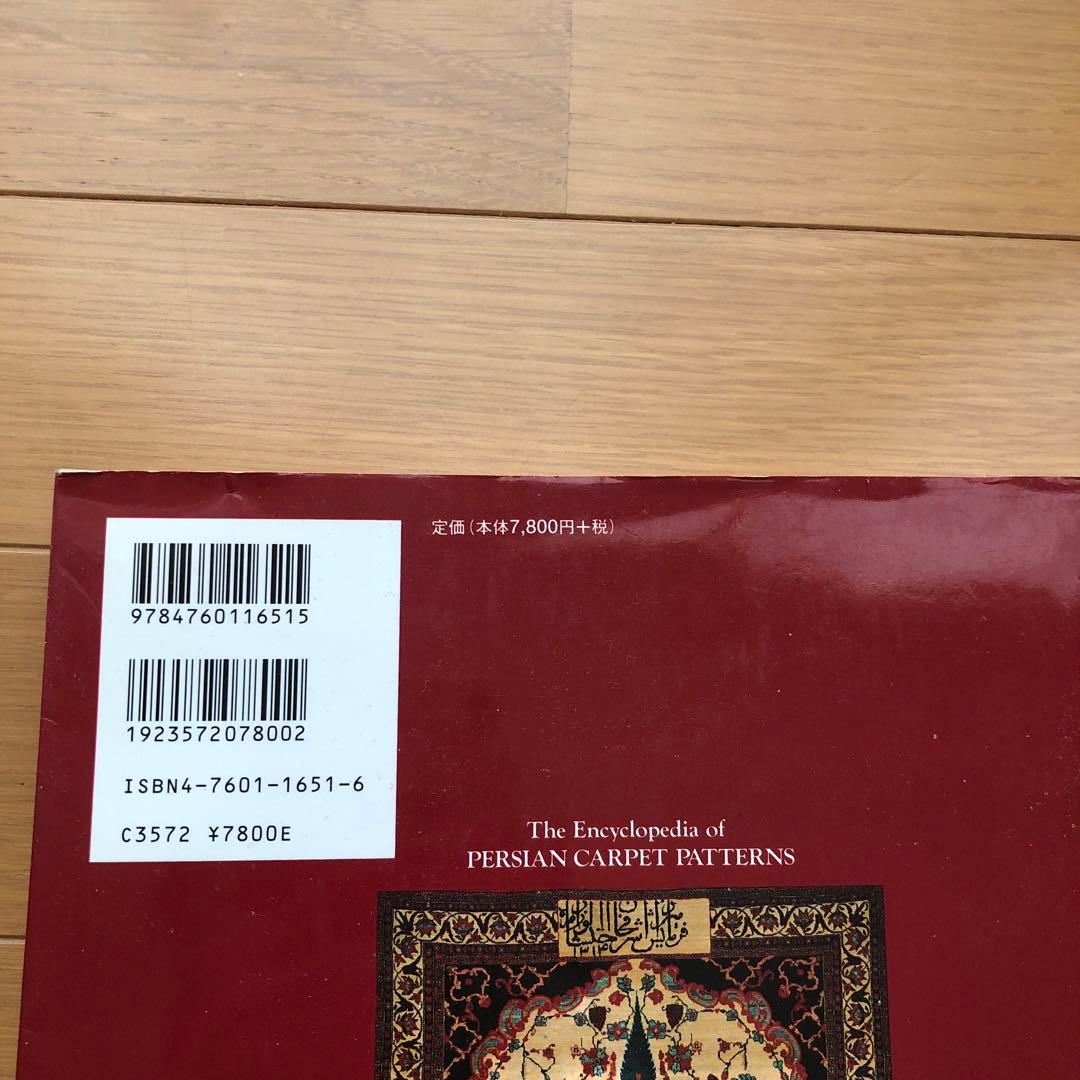 定価（本体7,800円+税）
9784760116515
1923572078002
ISBN4-7601-1651-6
C3572 ¥7800E
The Encyclopedia of
PERSIAN CARPET PATTERNS